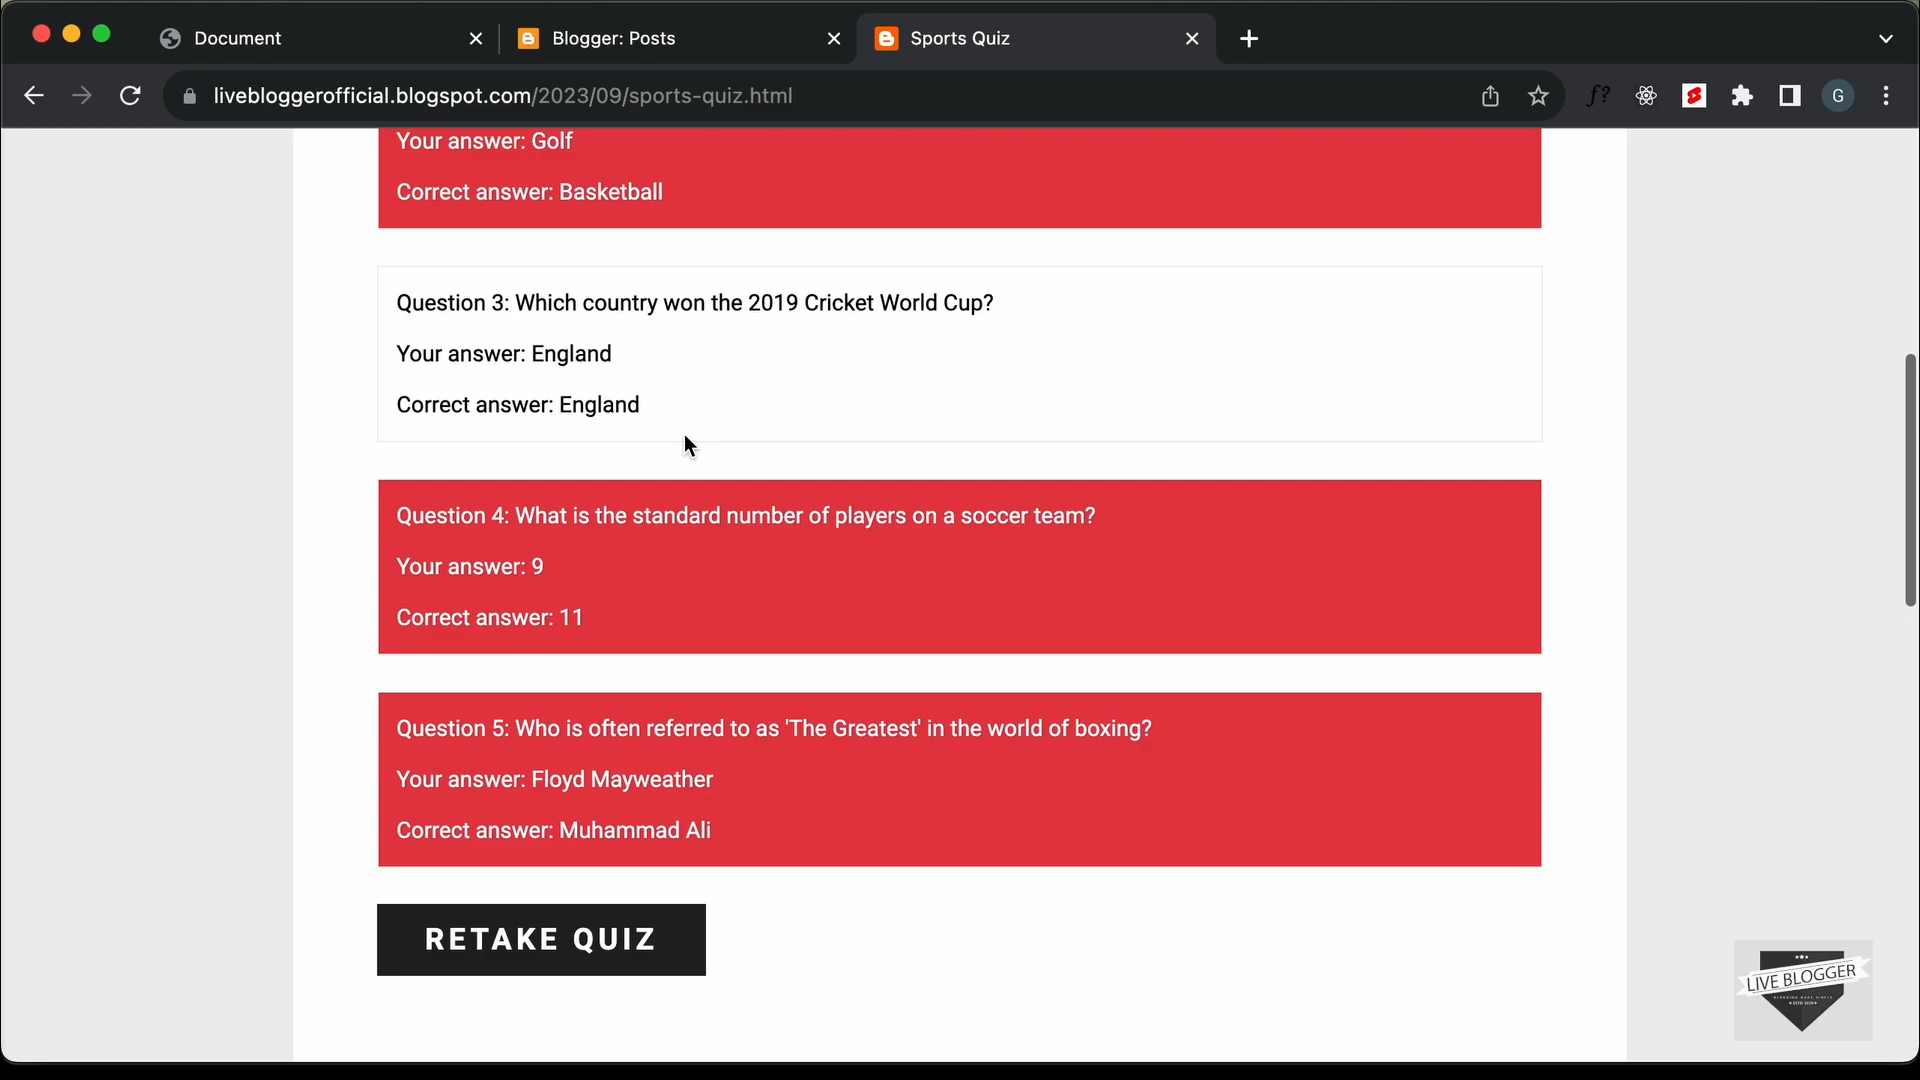 Document
Blogger: Posts
Sports Quiz
livebloggerofficial.blogspot.com/2023/09/sports-quiz.html
f?
G
Your answer: Golf
Correct answer: Basketball
Question 3: Which country won the 2019 Cricket World Cup?
Your answer: England
Correct answer: England
Question 4: What is the standard number of players on a soccer team?
Your answer: 9
Correct answer: 11
Question 5: Who is often referred to as 'The Greatest' in the world of boxing?
Your answer: Floyd Mayweather
Correct answer: Muhammad Ali
RETAKE QUIZ
LIVE BLOGGER